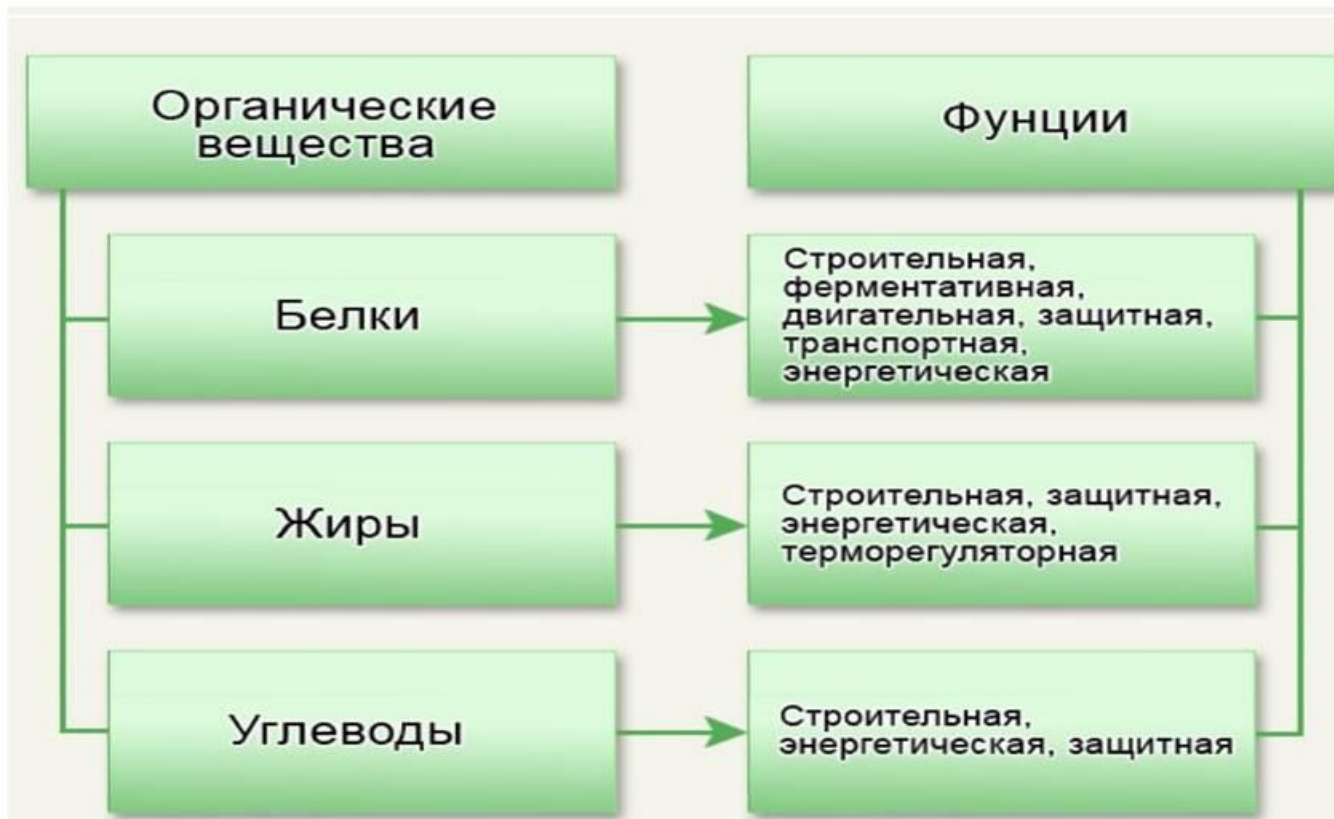 Органические
вещества
Фунции
Белки
Строительная,
ферментативная,
двигательная, защитная,
транспортная,
энергетическая
Жиры
Строительная, защитная,
энергетическая,
терморегуляторная
Углеводы
Строительная,
энергетическая, защитная